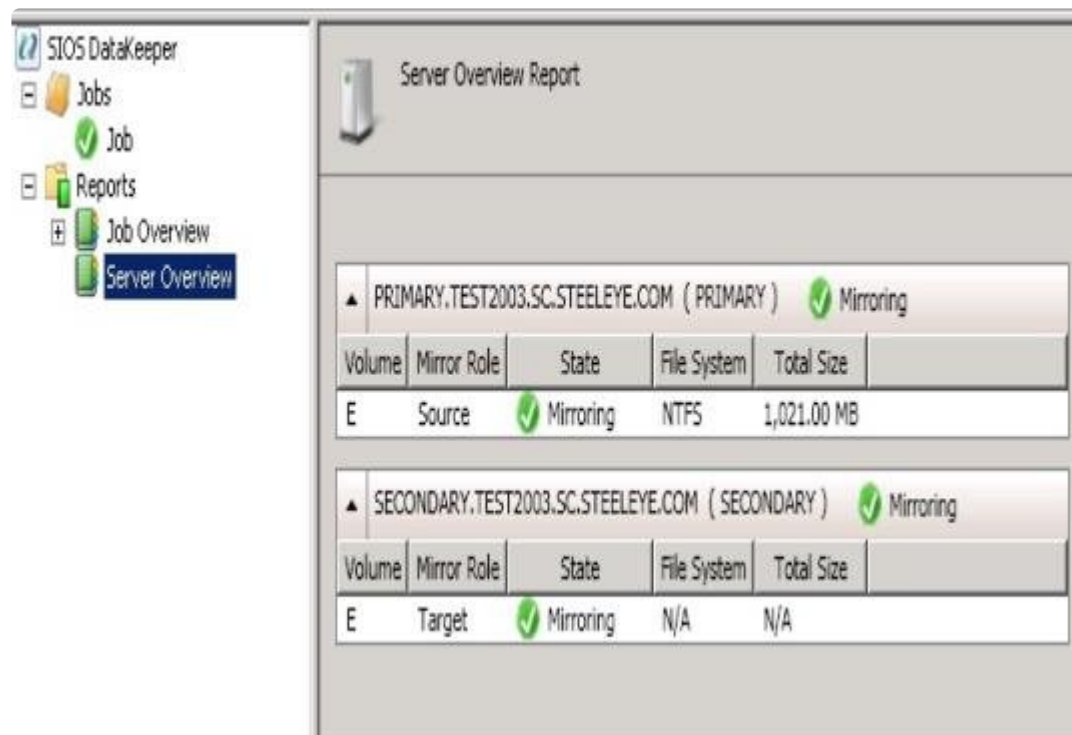 SIOS DataKeeper
Jobs
Job
Reports
Job Overview
Server Overview
Server Overview Report
PRIMARY.TEST2003.SC.STEELEYE.COM ( PRIMARY ) Mirroring
Volume Mirror Role State File System Total Size
E Source Mirroring NTFS 1,021.00 MB
SECONDARY.TEST2003.SC.STEELEYE.COM ( SECONDARY ) Mirroring
Volume Mirror Role State File System Total Size
E Target Mirroring N/A N/A